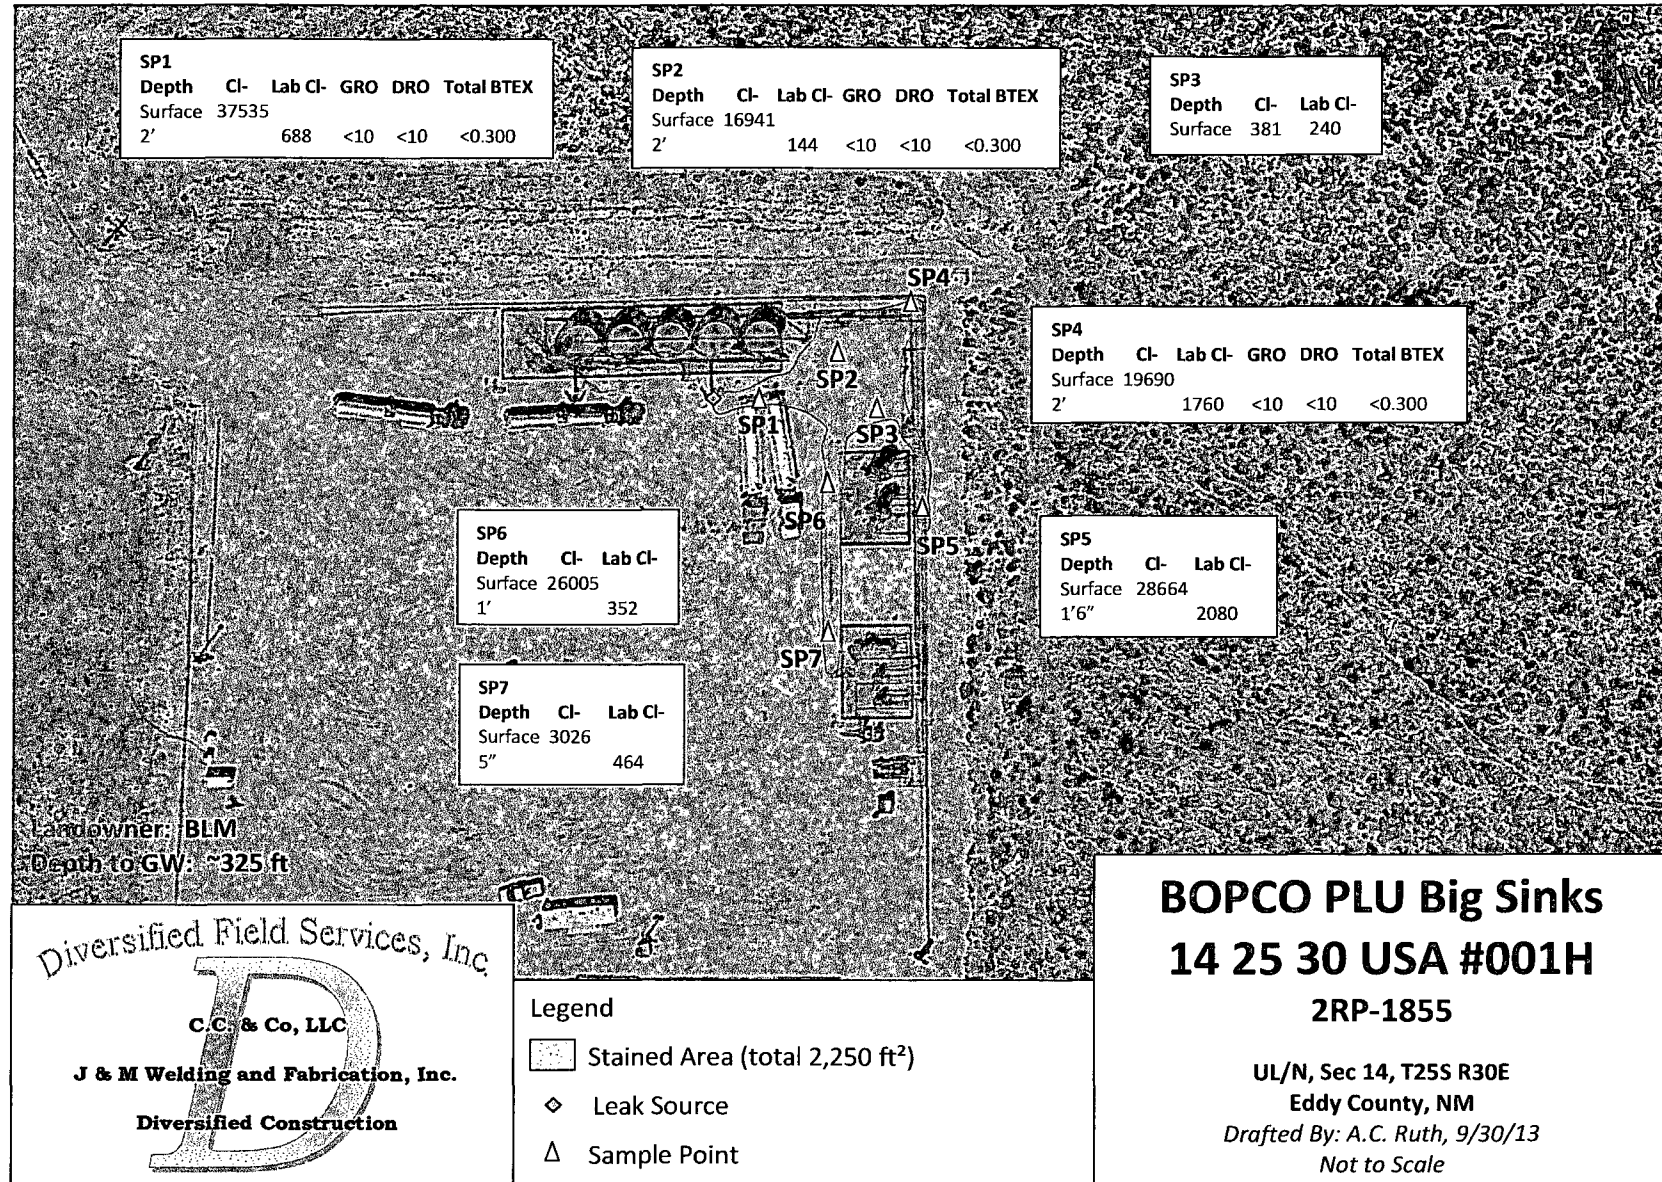 SP1
Depth Cl- Lab Cl- GRO DRO Total BTEX
Surface 37535
2' 688 <10 <10 <0.300
SP2
Depth Cl- Lab Cl- GRO DRO Total BTEX
Surface 16941
2' 144 <10 <10 <0.300
SP3
Depth Cl- Lab Cl-
Surface 381 240
SP4
SP2
SP1
SP3
SP6
SP5
SP7
SP4
Depth Cl- Lab Cl- GRO DRO Total BTEX
Surface 19690
2' 1760 <10 <10 <0.300
SP6
Depth Cl- Lab Cl-
Surface 26005
1' 352
SP5
Depth Cl- Lab Cl-
Surface 28664
1'6" 2080
SP7
Depth Cl- Lab Cl-
Surface 3026
5" 464
Landowner: BLM
Depth to GW: ~325 ft
Diversified Field Services, Inc
C.C. & Co, LLC
J & M Welding and Fabrication, Inc.
Diversified Construction
Legend
Stained Area (total 2,250 ft²)
Leak Source
Sample Point
BOPCO PLU Big Sinks
14 25 30 USA #001H
2RP-1855
UL/N, Sec 14, T25S R30E
Eddy County, NM
Drafted By: A.C. Ruth, 9/30/13
Not to Scale